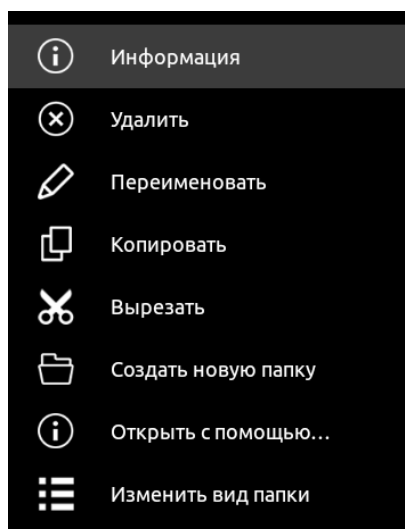 Информация
Удалить
Переименовать
Копировать
Вырезать
Создать новую папку
Открыть с помощью...
Изменить вид папки